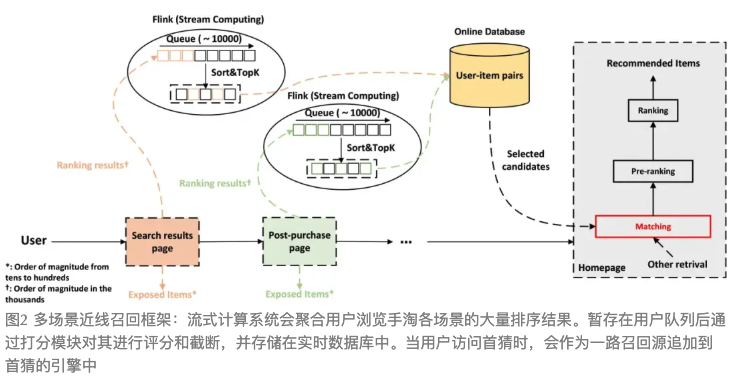 Flink (Stream Computing)
Queue (~10000)
Sort&TopK
Online Database
User-item pairs
Flink (Stream Computing)
Queue (~10000)
Sort&TopK
Recommended Items
Ranking
Pre-ranking
Matching
Other retrival
Homepage
Selected
candidates
Ranking results†
Ranking results†
User
Search results
page
Post-purchase
page
...
*: Order of magnitude from
tens to hundreds
†: Order of magnitude in the
thousands
Exposed Items*
Exposed Items*
图2 多场景近线召回框架：流式计算系统会聚合用户浏览手淘各场景的大量排序结果。暂存在用户队列后通
过打分模块对其进行评分和截断，并存储在实时数据库中。当用户访问首猜时，会作为一路召回源追加到
首猜的引擎中